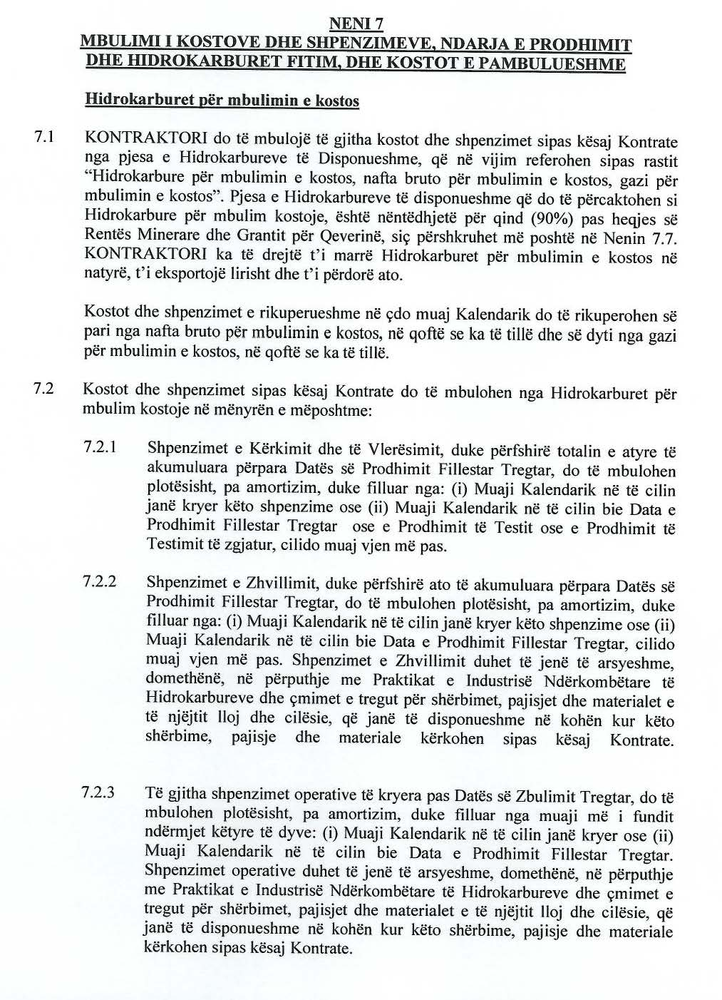 NENI 7
MBULIMI I KOSTOVE DHE SHPENZIMEVE, NDARJA E PRODHIMIT
DHE HIDROKARBURET FITIM, DHE KOSTOT E PAMBULUESHME
Hidrokarburet për mbulimin e kostos
7.1 KONTRAKTORI do të mbulojë të gjitha kostot dhe shpenzimet sipas kësaj Kontrate
nga pjesa e Hidrokarbureve të Disponueshme, që në vijim referohen sipas rastit
“Hidrokarbure për mbulimin e kostos, nafta bruto për mbulimin e kostos, gazi për
mbulimin e kostos”. Pjesa e Hidrokarbureve të disponueshme që do të përcaktohen si
Hidrokarbure për mbulim kostoje, është nëntëdhjetë për qind (90%) pas heqjes së
Rentës Minerare dhe Grantit për Qeverinë, siç përshkruhet më poshtë në Nenin 7.7.
KONTRAKTORI ka të drejtë t’i marrë Hidrokarburet për mbulimin e kostos në
natyrë, t’i eksportojë lirisht dhe t’i përdorë ato.
Kostot dhe shpenzimet e rikuperueshme në çdo muaj Kalendarik do të rikuperohen së
pari nga nafta bruto për mbulimin e kostos, në qoftë se ka të tillë dhe së dyti nga gazi
për mbulimin e kostos, në qoftë se ka të tillë.
7.2 Kostot dhe shpenzimet sipas kësaj Kontrate do të mbulohen nga Hidrokarburet për
mbulim kostoje në mënyrën e mëposhtme:
7.2.1 Shpenzimet e Kërkimit dhe të Vlerësimit, duke përfshirë totalin e atyre të
akumuluara përpara Datës së Prodhimit Fillestar Tregtar, do të mbulohen
plotësisht, pa amortizim, duke filluar nga: (i) Muaji Kalendarik në të cilin
janë kryer këto shpenzime ose (ii) Muaji Kalendarik në të cilin bie Data e
Prodhimit Fillestar Tregtar ose e Prodhimit të Testit ose e Prodhimit të
Testimit të zgjatur, cilido muaj vjen më pas.
7.2.2 Shpenzimet e Zhvillimit, duke përfshirë ato të akumuluara përpara Datës së
Prodhimit Fillestar Tregtar, do të mbulohen plotësisht, pa amortizim, duke
filluar nga: (i) Muaji Kalendarik në të cilin janë kryer këto shpenzime ose (ii)
Muaji Kalendarik në të cilin bie Data e Prodhimit Fillestar Tregtar, cilido
muaj vjen më pas. Shpenzimet e Zhvillimit duhet të jenë të arsyeshme,
domethënë, në përputhje me Praktikat e Industrisë Ndërkombëtare të
Hidrokarbureve dhe çmimet e tregut për shërbimet, pajisjet dhe materialet e
të njëjtit lloj dhe cilësie, që janë të disponueshme në kohën kur këto
shërbime, pajisje dhe materiale kërkohen sipas kësaj Kontrate.
7.2.3 Të gjitha shpenzimet operative të kryera pas Datës së Zbulimit Tregtar, do të
mbulohen plotësisht, pa amortizim, duke filluar nga muaji më i fundit
ndërmjet këtyre të dyve: (i) Muaji Kalendarik në të cilin janë kryer ose (ii)
Muaji Kalendarik në të cilin bie Data e Prodhimit Fillestar Tregtar.
Shpenzimet operative duhet të jenë të arsyeshme, domethënë, në përputhje
me Praktikat e Industrisë Ndërkombëtare të Hidrokarbureve dhe çmimet e
tregut për shërbimet, pajisjet dhe materialet e të njëjtit lloj dhe cilësie, që
janë të disponueshme në kohën kur këto shërbime, pajisje dhe materiale
kërkohen sipas kësaj Kontrate.